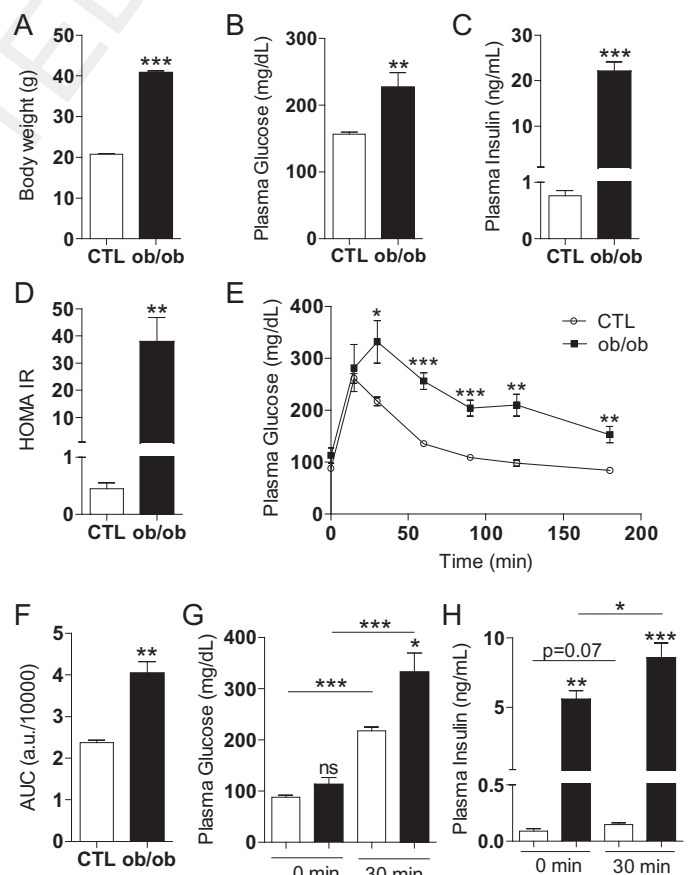 A
Body weight (g)
50
40
30
20
10
0
***
CTL ob/ob
B
Plasma Glucose (mg/dL)
300
200
100
0
**
CTL ob/ob
C
Plasma Insulin (ng/mL)
30
20
10
1
0
***
CTL ob/ob
D
HOMA IR
50
40
30
20
10
1
0
**
CTL ob/ob
E
Plasma Glucose (mg/dL)
400
300
200
100
0
*
***
***
**
**
CTL
ob/ob
0 50 100 150 200
Time (min)
F
AUC (a.u./10000)
5
4
3
2
1
0
**
CTL ob/ob
G
Plasma Glucose (mg/dL)
400
300
200
100
0
ns
***
***
*
0 min 30 min
H
Plasma Insulin (ng/mL)
10
5
0.5
0.0
p=0.07
**
*
***
0 min 30 min